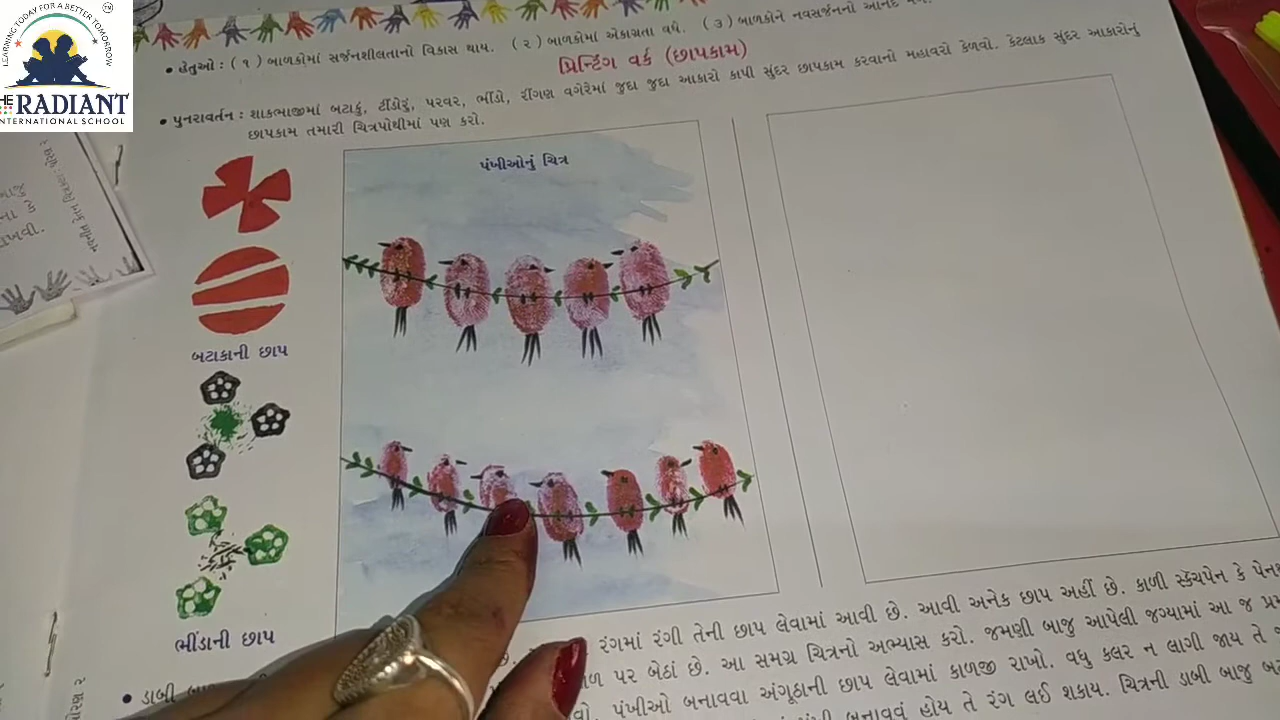 LEARNING TODAY FOR A BETTER TOMORROW
THE RADIANT
INTERNATIONAL SCHOOL
• હેતુઓ : (૧) બાળકોમાં સર્જનશીલતાનો વિકાસ થાય. (૨) બાળકોમાં એકાગ્રતા વધે. (૩) બાળકોને નવસર્જનનો આનંદ
પ્રિન્ટિંગ વર્ક (છાપકામ)
• પુનરાવર્તન : શાકભાજીમાં બટાકું, ટીંડોરું, પરવર, ભીંડો, રીંગણ વગેરેમાં જુદા જુદા આકારો કાપી સુંદર છાપકામ કરવાનો મહાવરો કેળવો. કેટલાક સુંદર આકારોનું
છાપકામ તમારી ચિત્રપોથીમાં પણ કરો.
પંખીઓનું ચિત્ર
બટાકાની છાપ
ભીંડાની છાપ
રંગમાં રંગી તેની છાપ લેવામાં આવી છે. આવી અનેક છાપ અહીં છે. કાળી સ્કેચપેન કે
પર બેઠાં છે. આ સમગ્ર ચિત્રનો અભ્યાસ કરો. જમણી બાજુ આપેલી જગ્યામાં આ જ
પંખીઓ બનાવવા અંગૂઠાની છાપ લેવામાં કાળજી રાખો. વધુ કલર ન લાગી જાય તે
• ડાબી
બનાવવું હોય તે રંગ લઈ શકાય. ચિત્રની ડાબી બાજુ